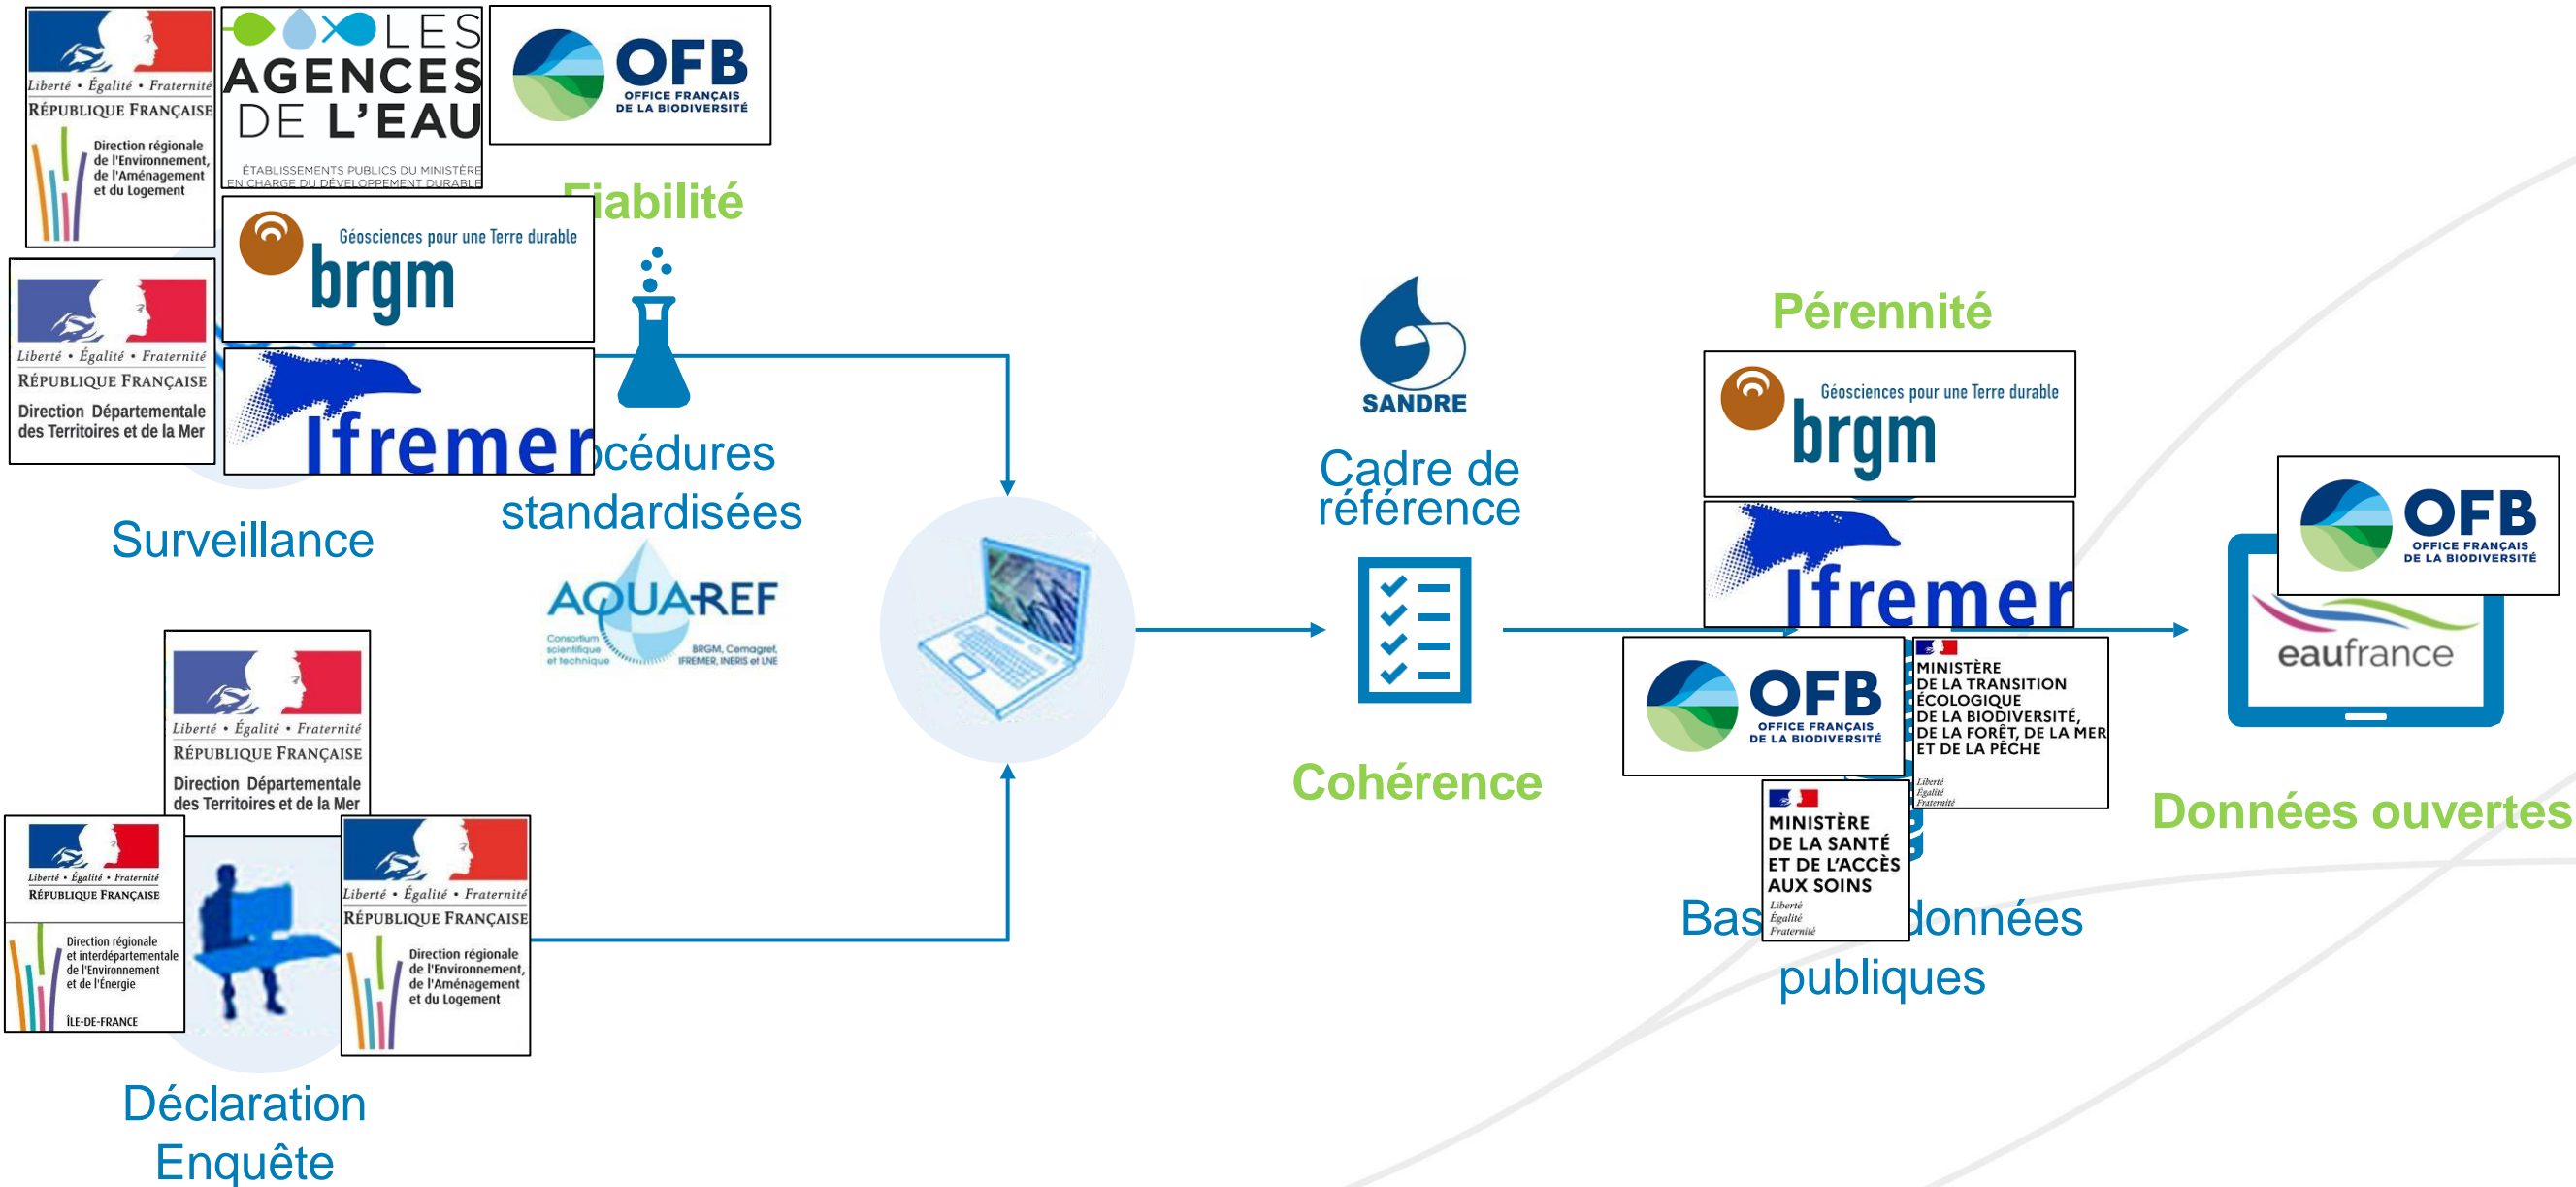 Liberté • Égalité • Fraternité
RÉPUBLIQUE FRANÇAISE
Direction régionale
de l'Environnement,
de l'Aménagement
et du Logement
LES
AGENCES
DE L'EAU
ÉTABLISSEMENTS PUBLICS DU MINISTÈRE
EN CHARGE DU DÉVELOPPEMENT DURABLE
OFB
OFFICE FRANÇAIS
DE LA BIODIVERSITÉ
Fiabilité
Géosciences pour une Terre durable
brgm
Liberté • Égalité • Fraternité
RÉPUBLIQUE FRANÇAISE
Direction Départementale
des Territoires et de la Mer
Ifremer
océdures
standardisées
Surveillance
AQUAREF
Consortium
scientifique
et technique
BRGM, Cemagref,
IFREMER, INERIS et LNE
Liberté • Égalité • Fraternité
RÉPUBLIQUE FRANÇAISE
Direction Départementale
des Territoires et de la Mer
Liberté • Égalité • Fraternité
RÉPUBLIQUE FRANÇAISE
Direction régionale
et interdépartementale
de l'Environnement
et de l'Énergie
ÎLE-DE-FRANCE
Liberté • Égalité • Fraternité
RÉPUBLIQUE FRANÇAISE
Direction régionale
de l'Environnement,
de l'Aménagement
et du Logement
Déclaration
Enquête
SANDRE
Cadre de
référence
Cohérence
Pérennité
Géosciences pour une Terre durable
brgm
Ifremer
OFB
OFFICE FRANÇAIS
DE LA BIODIVERSITÉ
MINISTÈRE
DE LA TRANSITION
ÉCOLOGIQUE
DE LA BIODIVERSITÉ,
DE LA FORÊT, DE LA MER
ET DE LA PÊCHE
Liberté
Égalité
Fraternité
MINISTÈRE
DE LA SANTÉ
ET DE L'ACCÈS
AUX SOINS
Liberté
Égalité
Fraternité
Bas données
publiques
OFB
OFFICE FRANÇAIS
DE LA BIODIVERSITÉ
eaufrance
Données ouvertes